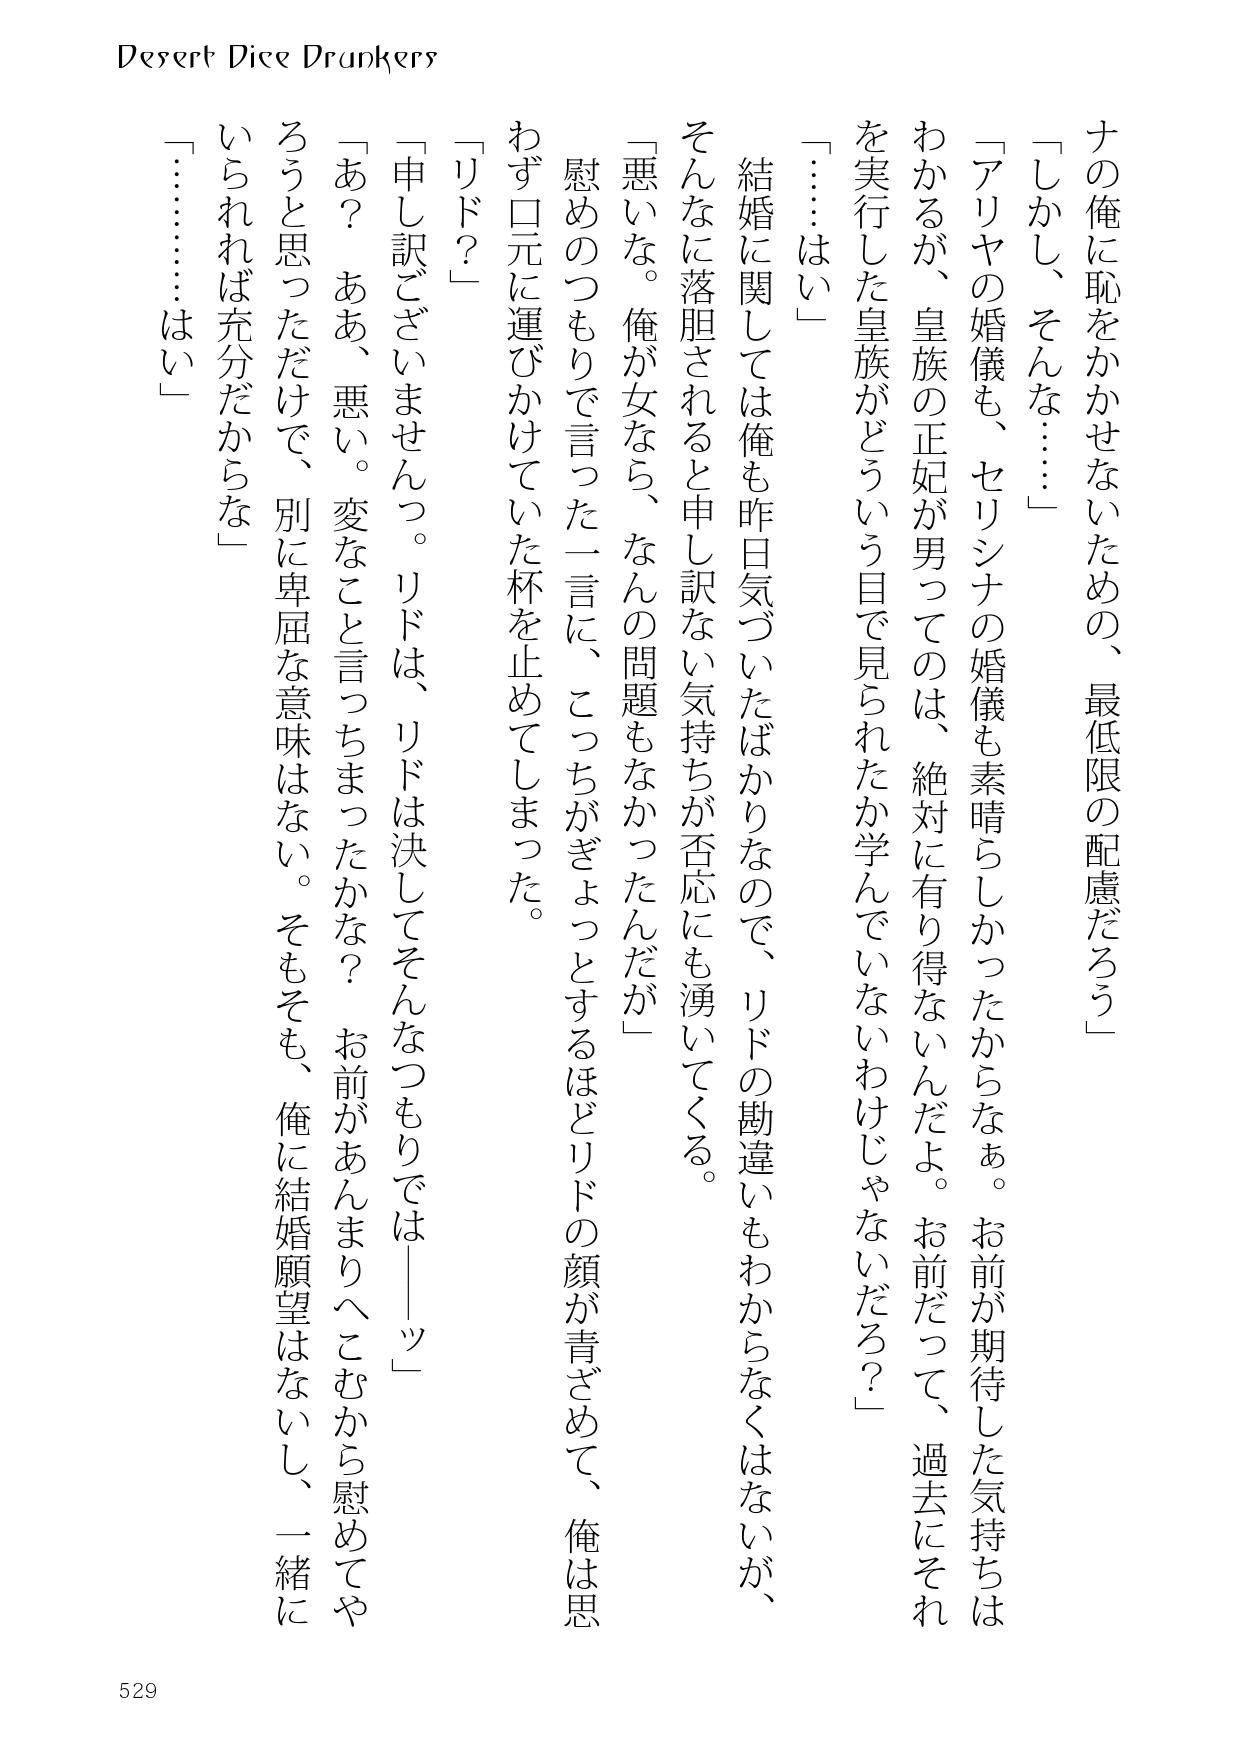 Desert Dice Drunkers
ナの俺に恥をかかせないための、最低限の配慮だろう」
「しかし、そんな……」
「アリヤの婚儀も、セリシナの婚儀も素晴らしかったからなぁ。お前が期待した気持ちは
わかるが、皇族の正妃が男ってのは、絶対に有り得ないんだよ。お前だって、過去にそれ
を実行した皇族がどういう目で見られたか学んでいないわけじゃないだろ？」
「……はい」
　結婚に関しては俺も昨日気づいたばかりなので、リドの勘違いもわからなくはないが、
そんなに落胆されると申し訳ない気持ちが否応にも湧いてくる。
「悪いな。俺が女なら、なんの問題もなかったんだが」
　慰めのつもりで言った一言に、こっちがぎょっとするほどリドの顔が青ざめて、俺は思
わず口元に運びかけていた杯を止めてしまった。
「リド？」
「申し訳ございませんっ。リドは、リドは決してそんなつもりでは――ッ」
「あ？　ああ、悪い。変なこと言っちまったかな？　お前があんまりへこむから慰めてや
ろうと思っただけで、別に卑屈な意味はない。そもそも、俺に結婚願望はないし、一緒に
いられれば充分だからな」
「…………はい」
529